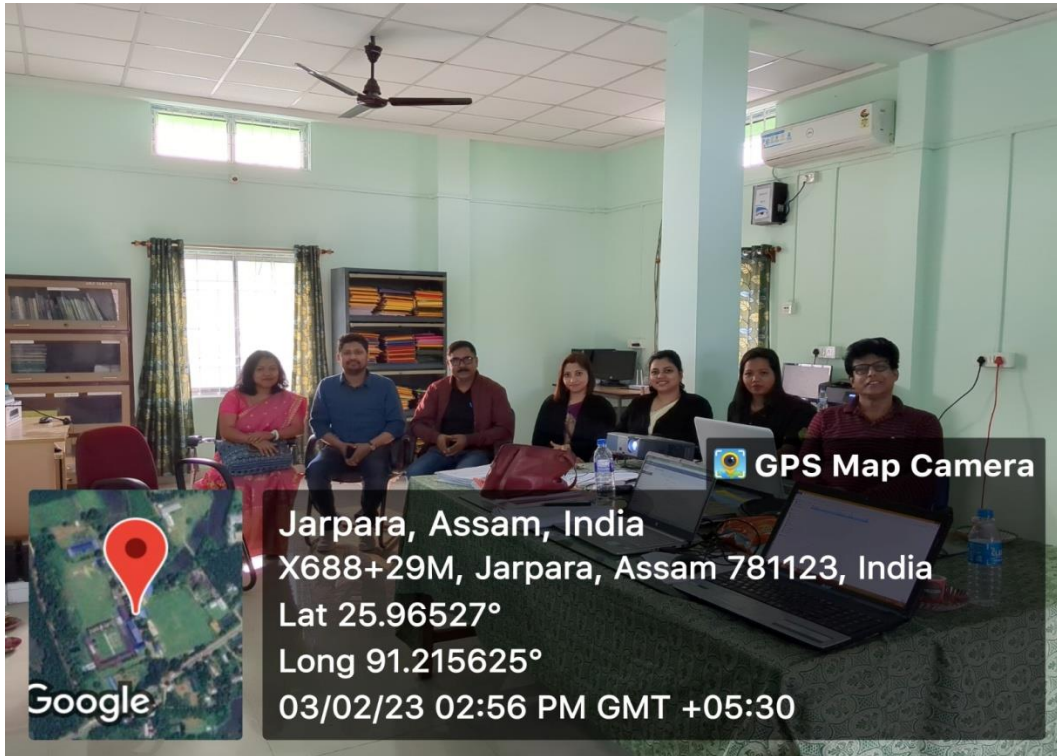 GPS Map Camera
Jarpara, Assam, India
X688+29M, Jarpara, Assam 781123, India
Lat 25.96527°
Long 91.215625°
03/02/23 02:56 PM GMT +05:30
Google